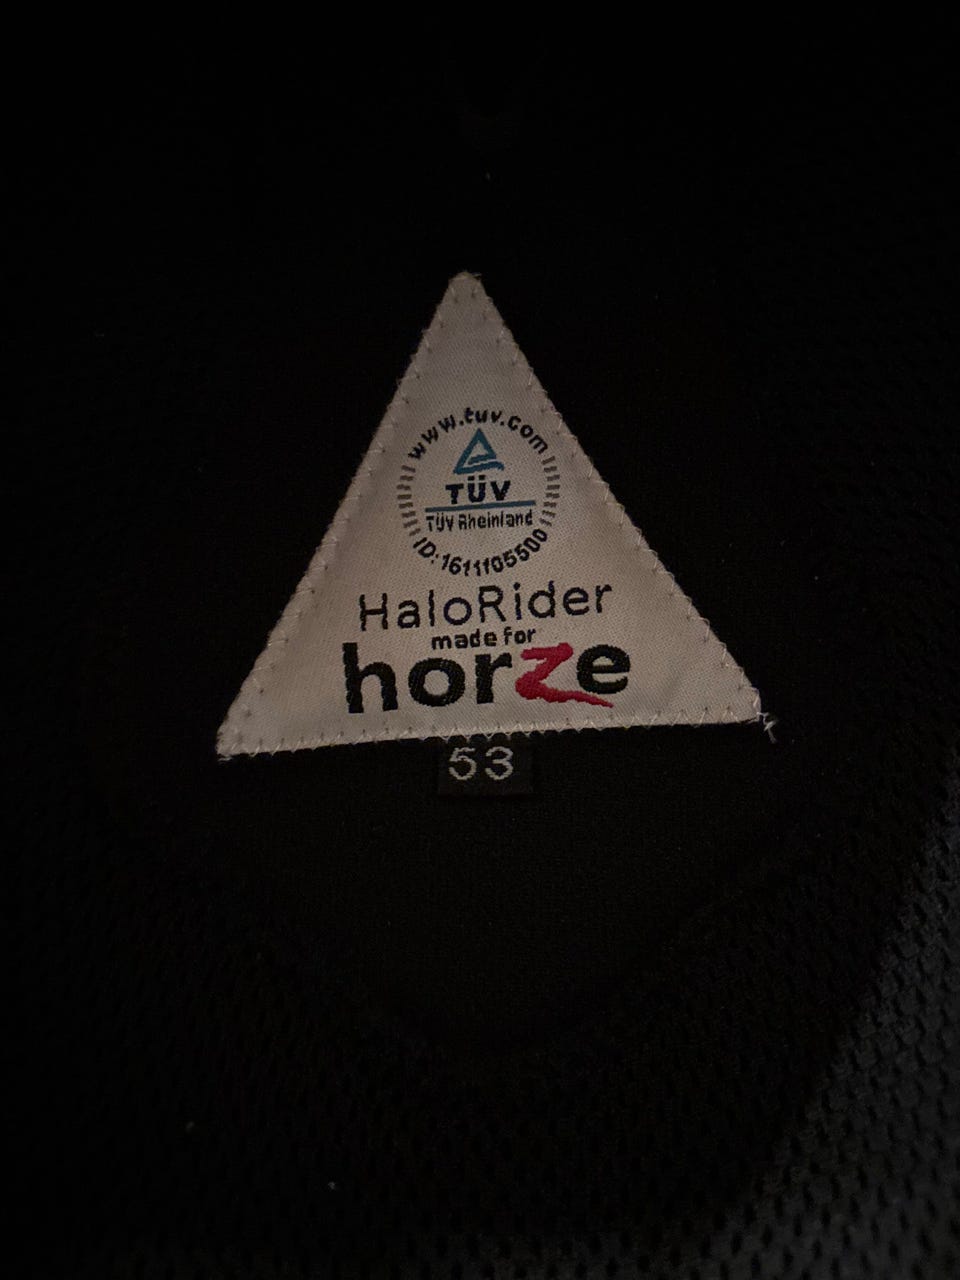 www.tuv.com
TÜV
TÜV Rheinland
ID: 1611105500
HaloRider
made for
horze
53